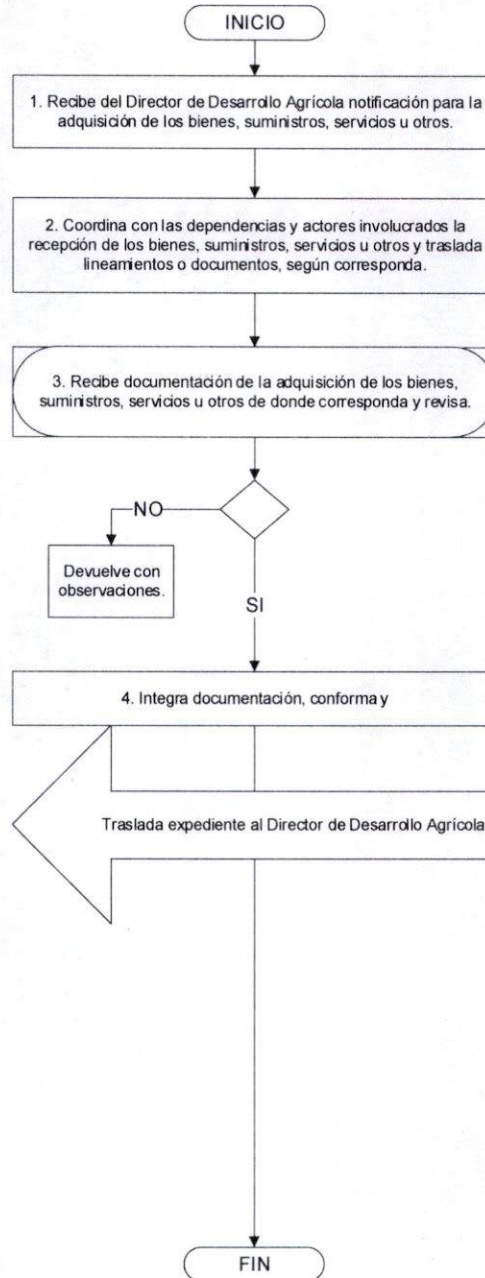 INICIO
1. Recibe del Director de Desarrollo Agrícola notificación para la
adquisición de los bienes, suministros, servicios u otros.
2. Coordina con las dependencias y actores involucrados la
recepción de los bienes, suministros, servicios u otros y traslada
lineamientos o documentos, según corresponda.
3. Recibe documentación de la adquisición de los bienes,
suministros, servicios u otros de donde corresponda y revisa.
NO
Devuelve con
observaciones.
SI
4. Integra documentación, conforma y
Traslada expediente al Director de Desarrollo Agrícola
FIN